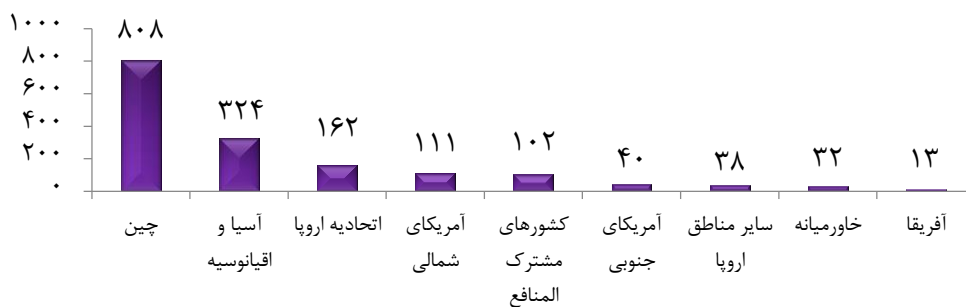 ۱۰۰۰
۸۰۰
۶۰۰
۴۰۰
۲۰۰
۰
۸۰۸
۳۲۴
۱۶۲
۱۱۱
۱۰۲
۴۰
۳۸
۳۲
۱۳
چین
آسیا و
اقیانوسیه
اتحادیه اروپا
آمریکای
شمالی
کشورهای
مشترک
المنافع
آمریکای
جنوبی
سایر مناطق
اروپا
خاورمیانه
آفریقا